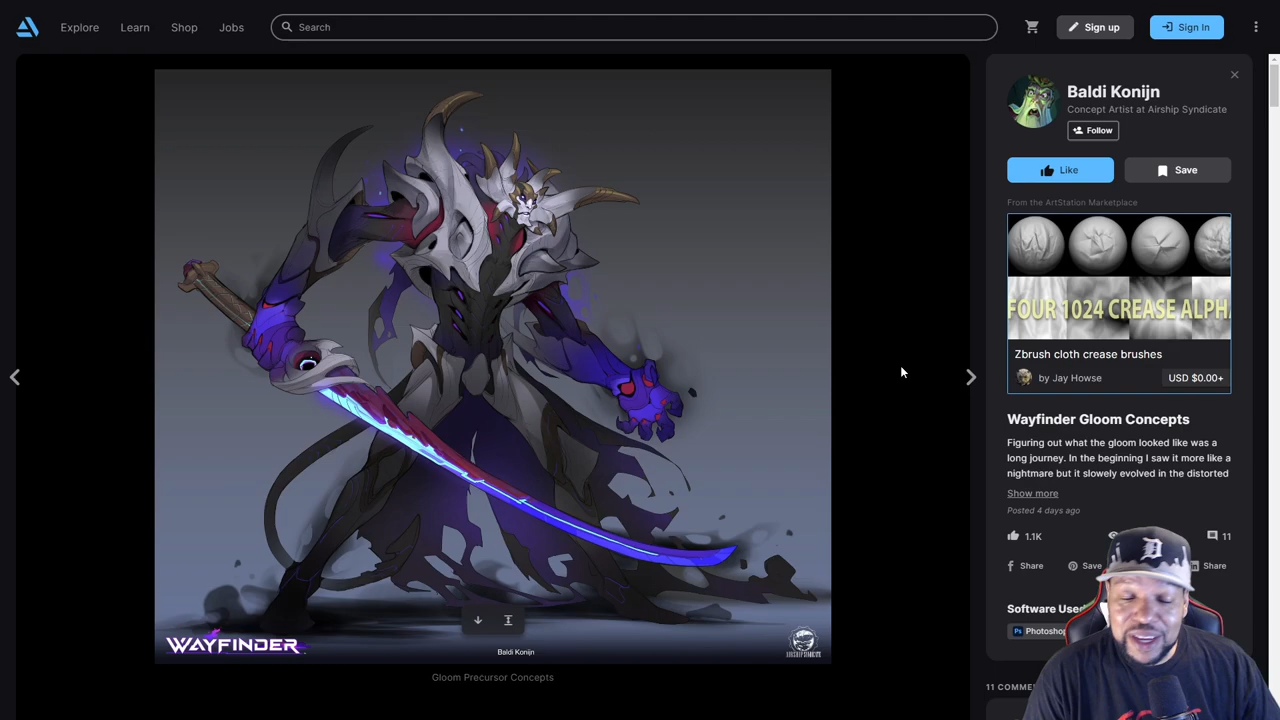 Explore
Learn
Shop
Jobs
Search
Sign up
Sign In
Baldi Konijn
Concept Artist at Airship Syndicate
Follow
Like
Save
From the ArtStation Marketplace
FOUR 1024 CREASE ALPH
Zbrush cloth crease brushes
by Jay Howse
USD $0.00+
Wayfinder Gloom Concepts
Figuring out what the gloom looked like was a
long journey. In the beginning I saw it more like a
nightmare but it slowely evolved in the distorted
Show more
Posted 4 days ago
1.1K
11
Share
Save
Share
Software Used
Ps Photoshop
11 COMME
WAYFINDER
Baldi Konijn
AIRSHIP SYNDICATE
Gloom Precursor Concepts
D